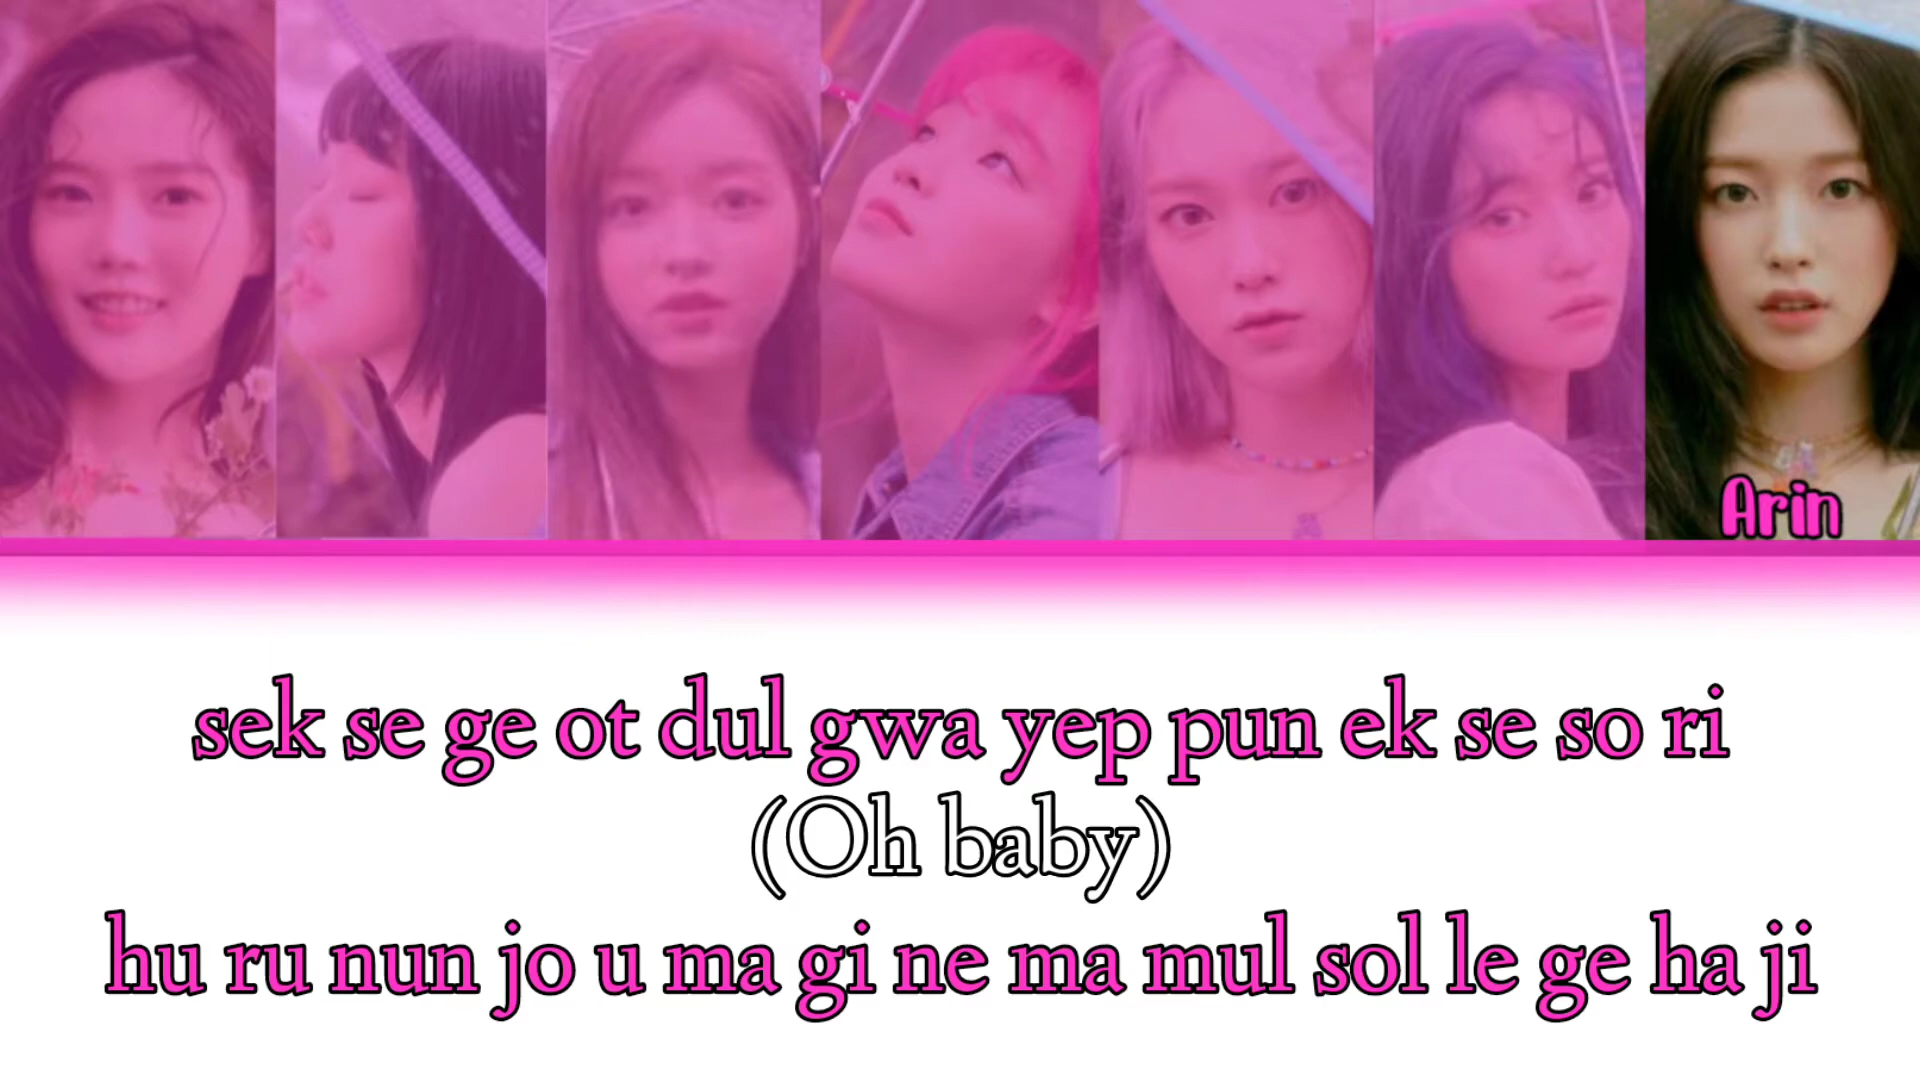 Arin
sek se ge ot dul gwa yep pun ek se so ri
(Oh baby)
hu ru nun jo u ma gi ne ma mul sol le ge ha ji